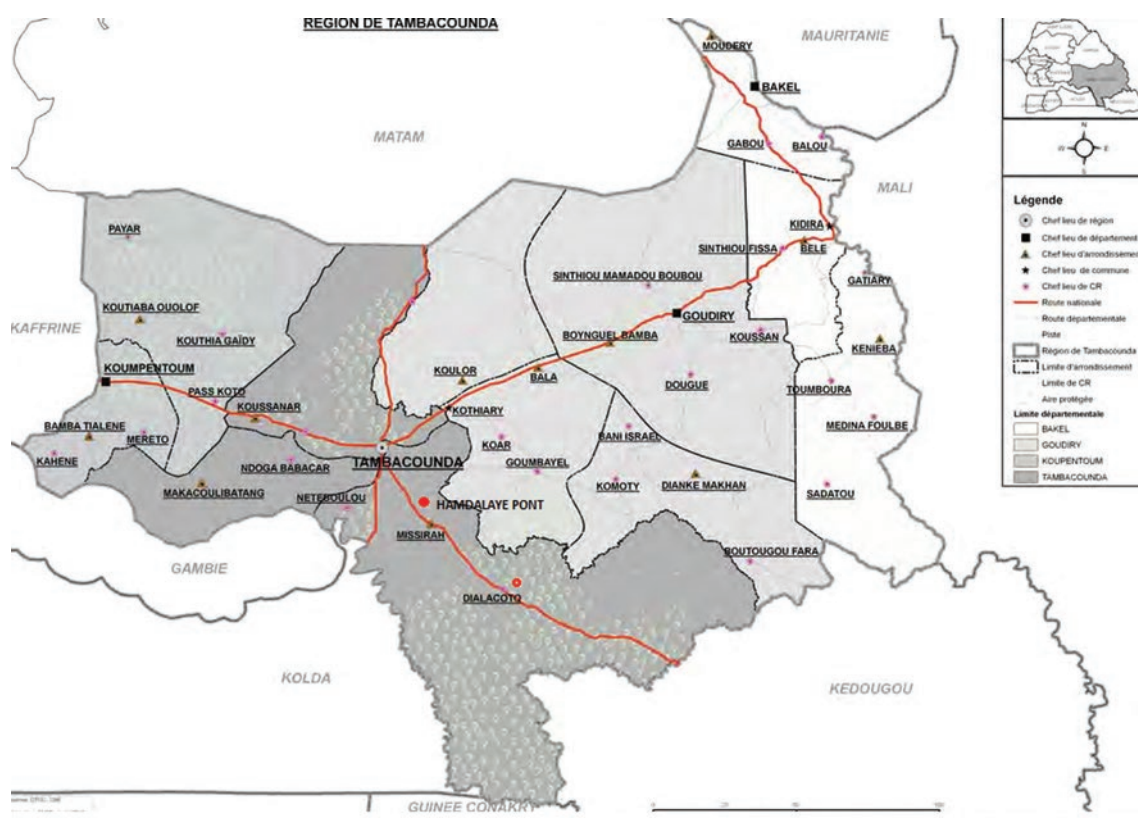 REGION DE TAMBACOUNDA
MOUDERY
MAURITANIE
BAKEL
MATAM
GABOU
BALOU
MALI
PAYAR
KIDIRA
SINTHIOU FISSA
BELE
SINTHIOU MAMADOU BOUBOU
GATIARY
KOUTIABA OUOLOF
KAFFRINE
KOUTHIA GAÏDY
GOUDIRY
BOYNGUEL BAMBA
KOUSSAN
KENIEBA
KOUMPENTOUM
KOULOR
BALA
DOUGUE
TOUMBOURA
PASS KOTO
KOUSSANAR
KOTHIARY
MEDINA FOULBE
BAMBA TIALENE
MERETO
BANI ISRAEL
KOAR
KAHENE
NDOGA BABACAR
TAMBACOUNDA
GOUMBAYEL
KOMOTY
DIANKE MAKHAN
SADATOU
MAKACOULIBATANG
NETEBOULOU
HAMDALAYE PONT
MISSIRAH
BOUTOUGOU FARA
GAMBIE
DIALACOTO
KOLDA
KEDOUGOU
GUINEE CONAKRY
N
W
E
S
Légende
Chef lieu de région
Chef lieu de département
Chef lieu d'arrondissement
Chef lieu de commune
Chef lieu de CR
Route nationale
Route départementale
Piste
Région de Tambacounda
Limite d'arrondissement
Limite de CR
Aire protégée
Limite départementale
BAKEL
GOUDIRY
KOUPENTOUM
TAMBACOUNDA